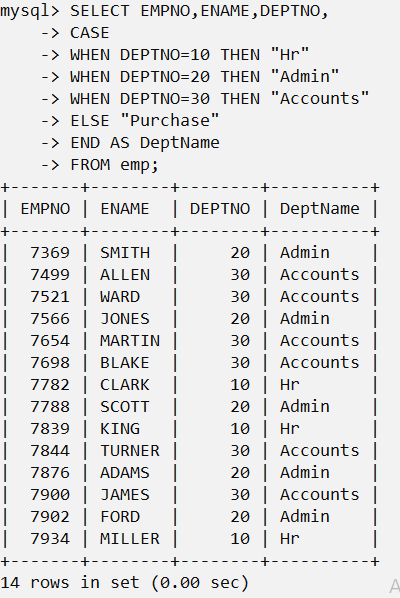 mysql> SELECT EMPNO,ENAME,DEPTNO,
    -> CASE
    -> WHEN DEPTNO=10 THEN "Hr"
    -> WHEN DEPTNO=20 THEN "Admin"
    -> WHEN DEPTNO=30 THEN "Accounts"
    -> ELSE "Purchase"
    -> END AS DeptName
    -> FROM emp;
+-------+--------+--------+----------+
| EMPNO | ENAME  | DEPTNO | DeptName |
+-------+--------+--------+----------+
|  7369 | SMITH  |     20 | Admin    |
|  7499 | ALLEN  |     30 | Accounts |
|  7521 | WARD   |     30 | Accounts |
|  7566 | JONES  |     20 | Admin    |
|  7654 | MARTIN |     30 | Accounts |
|  7698 | BLAKE  |     30 | Accounts |
|  7782 | CLARK  |     10 | Hr       |
|  7788 | SCOTT  |     20 | Admin    |
|  7839 | KING   |     10 | Hr       |
|  7844 | TURNER |     30 | Accounts |
|  7876 | ADAMS  |     20 | Admin    |
|  7900 | JAMES  |     30 | Accounts |
|  7902 | FORD   |     20 | Admin    |
|  7934 | MILLER |     10 | Hr       |
+-------+--------+--------+----------+
14 rows in set (0.00 sec)